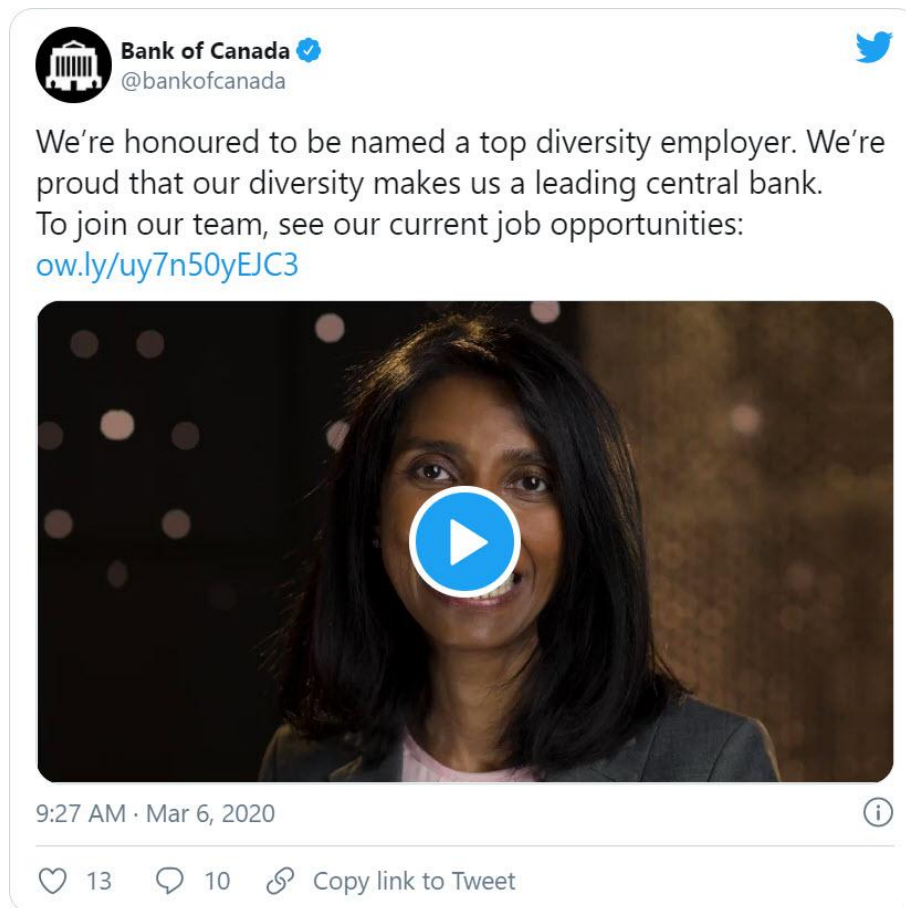 Bank of Canada
@bankofcanada
We’re honoured to be named a top diversity employer. We’re
proud that our diversity makes us a leading central bank.
To join our team, see our current job opportunities:
ow.ly/uy7n50yEJC3
9:27 AM · Mar 6, 2020
13 10 Copy link to Tweet